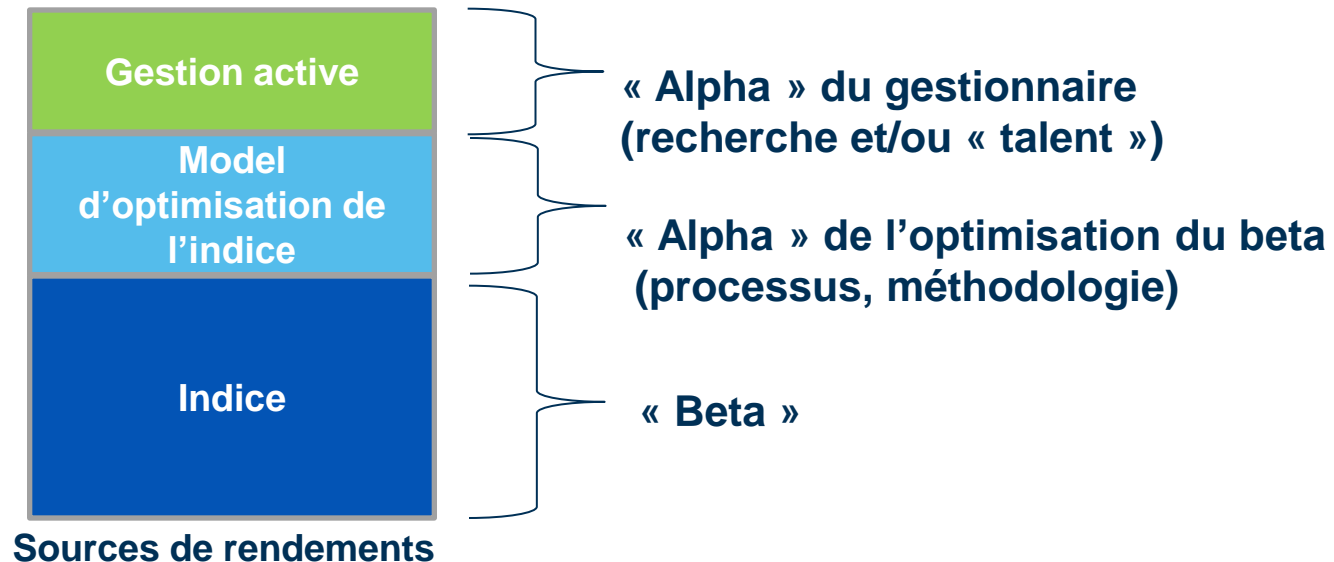 Gestion active
« Alpha » du gestionnaire
(recherche et/ou « talent »)
Model
d’optimisation de
l’indice
« Alpha » de l’optimisation du beta
(processus, méthodologie)
Indice
« Beta »
Sources de rendements